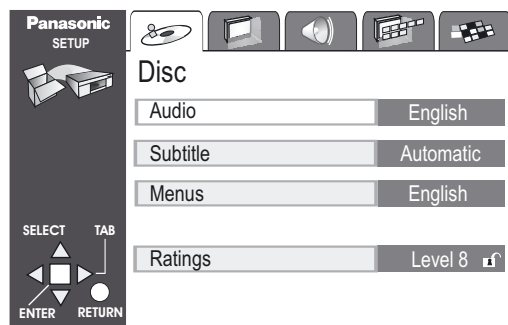 Panasonic
SETUP
Disc
Audio English
Subtitle Automatic
Menus English
Ratings Level 8
SELECT TAB
ENTER RETURN